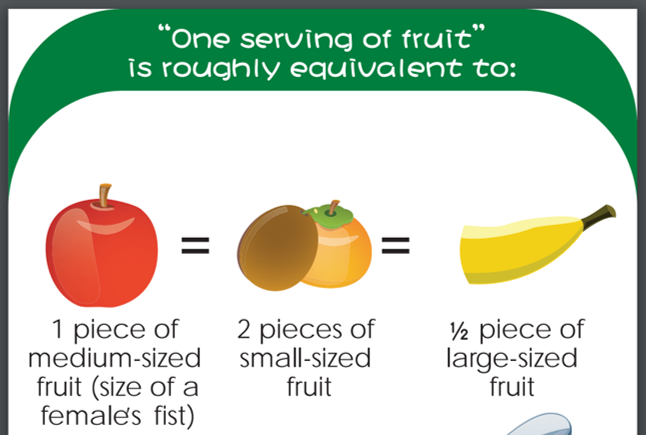 “One serving of fruit”
is roughly equivalent to:
1 piece of
medium-sized
fruit (size of a
female's fist)
=
2 pieces of
small-sized
fruit
=
½ piece of
large-sized
fruit